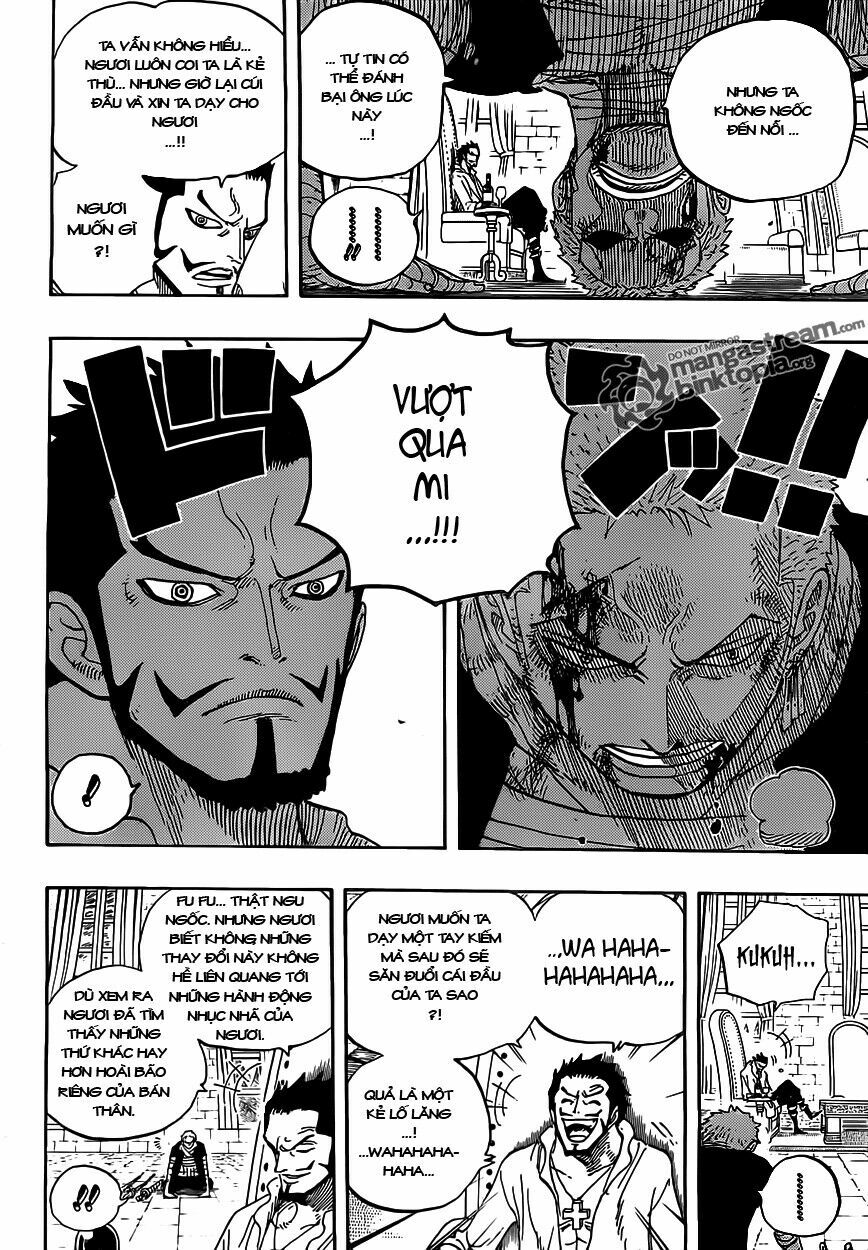 NHƯNG TA
KHÔNG NGỐC
ĐẾN NỖI ...
... TỰ TIN CÓ
THỂ ĐÁNH
BẠI ÔNG LÚC
NÀY
...!
........!!
TA VẪN KHÔNG HIỂU...
NGƯƠI LUÔN COI TA LÀ KẺ
THÙ... NHƯNG GIỜ LẠI CÚI
ĐẦU VÀ XIN TA DẠY CHO
NGƯƠI
...!!
NGƯƠI
MUỐN GÌ
?!
DO NOT MIRROR
mangastream.com
binktopia.org
VƯỢT
QUA
MI
...!!!
ドン!!
!
KUKUH...
........
...WA HAHA-
HAHAHAHA...
NGƯƠI MUỐN TA
DẠY MỘT TAY KIẾM
MÀ SAU ĐÓ SẼ
SĂN ĐUỔI CÁI ĐẦU
CỦA TA SAO
?!
QUẢ LÀ MỘT
KẺ LỐ LĂNG
...!
...WAHAHAHA-
HAHA...
FU FU... THẬT NGU
NGỐC. NHƯNG NGƯƠI
BIẾT KHÔNG NHỮNG
THAY ĐỔI NÀY KHÔNG
HỀ LIÊN QUANG TỚI
NHỮNG HÀNH ĐỘNG
NHỤC NHÃ CỦA
NGƯƠI.
DÙ XEM RA
NGƯƠI ĐÃ TÌM
THẤY NHỮNG
THỨ KHÁC HAY
HƠN HOÀI BÃO
RIÊNG CỦA BẢN
THÂN.
!!